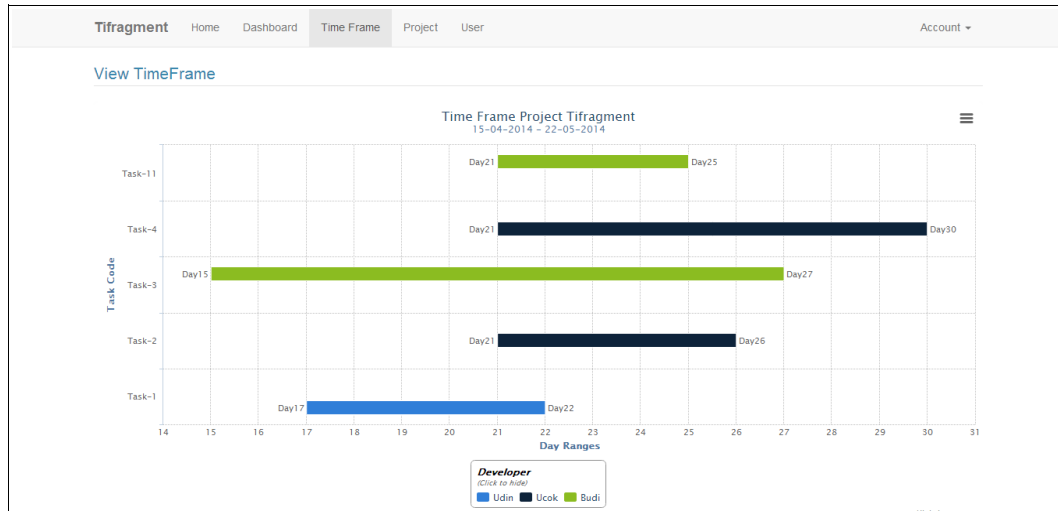 Tifragment Home Dashboard Time Frame Project User Account
View TimeFrame
Time Frame Project Tifragment
15-04-2014 - 22-05-2014
Task Code
Task-11 Day21 Day25
Task-4 Day21 Day30
Task-3 Day15 Day27
Task-2 Day21 Day26
Task-1 Day17 Day22
14 15 16 17 18 19 20 21 22 23 24 25 26 27 28 29 30 31
Day Ranges
Developer
(Click to hide)
Udin Ucok Budi